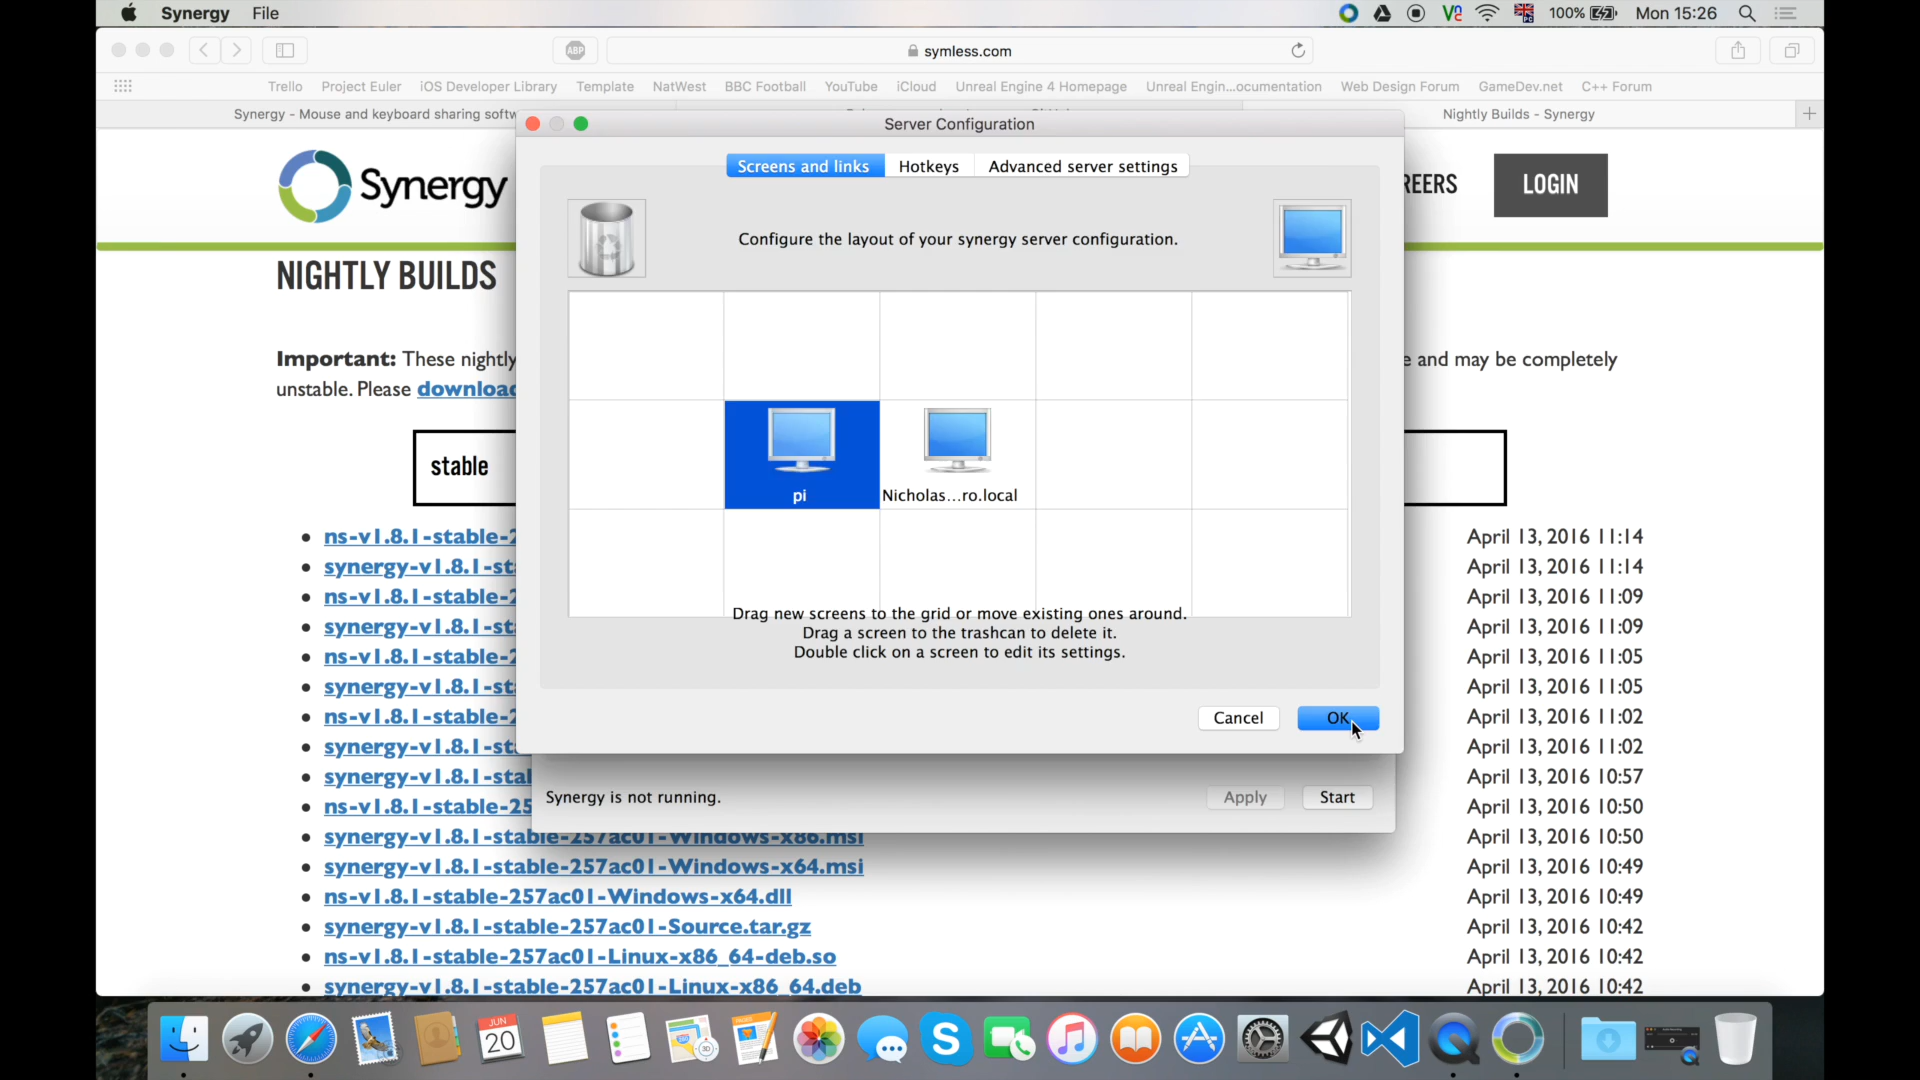 Synergy File 100% Mon 15:26
ABP symless.com
Trello Project Euler iOS Developer Library Template NatWest BBC Football YouTube iCloud Unreal Engine 4 Homepage Unreal Engin...ocumentation Web Design Forum GameDev.net C++ Forum
Synergy - Mouse and keyboard sharing softw Nightly Builds - Synergy
Server Configuration
Screens and links Hotkeys Advanced server settings
Synergy REERS LOGIN
Configure the layout of your synergy server configuration.
NIGHTLY BUILDS
Important: These nightly e and may be completely
unstable. Please download
stable
pi Nicholas...ro.local
Drag new screens to the grid or move existing ones around.
Drag a screen to the trashcan to delete it.
Double click on a screen to edit its settings.
Cancel OK
Synergy is not running. Apply Start
ns-v1.8.1-stable-2 April 13, 2016 11:14
synergy-v1.8.1-st April 13, 2016 11:14
ns-v1.8.1-stable-2 April 13, 2016 11:09
synergy-v1.8.1-st April 13, 2016 11:09
ns-v1.8.1-stable-2 April 13, 2016 11:05
synergy-v1.8.1-st April 13, 2016 11:05
ns-v1.8.1-stable-2 April 13, 2016 11:02
synergy-v1.8.1-st April 13, 2016 11:02
synergy-v1.8.1-stal April 13, 2016 10:57
ns-v1.8.1-stable-25 April 13, 2016 10:50
synergy-v1.8.1-stable-257ac01-Windows-x86.msi April 13, 2016 10:50
synergy-v1.8.1-stable-257ac01-Windows-x64.msi April 13, 2016 10:49
ns-v1.8.1-stable-257ac01-Windows-x64.dll April 13, 2016 10:49
synergy-v1.8.1-stable-257ac01-Source.tar.gz April 13, 2016 10:42
ns-v1.8.1-stable-257ac01-Linux-x86_64-deb.so April 13, 2016 10:42
synergy-v1.8.1-stable-257ac01-Linux-x86_64.deb April 13, 2016 10:42
JUN
20
PAGES
3D